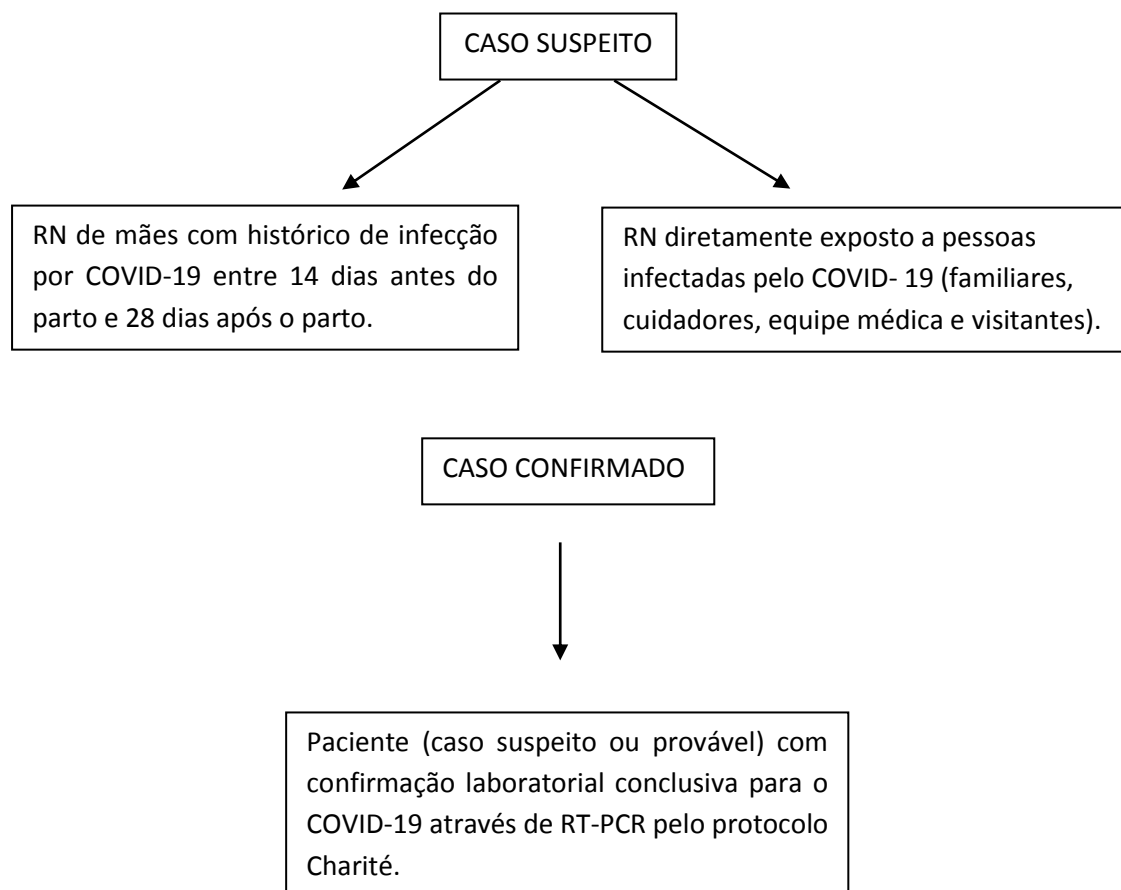 CASO SUSPEITO
RN de mães com histórico de infecção
por COVID-19 entre 14 dias antes do
parto e 28 dias após o parto.
RN diretamente exposto a pessoas
infectadas pelo COVID- 19 (familiares,
cuidadores, equipe médica e visitantes).
CASO CONFIRMADO
Paciente (caso suspeito ou provável) com
confirmação laboratorial conclusiva para o
COVID-19 através de RT-PCR pelo protocolo
Charité.